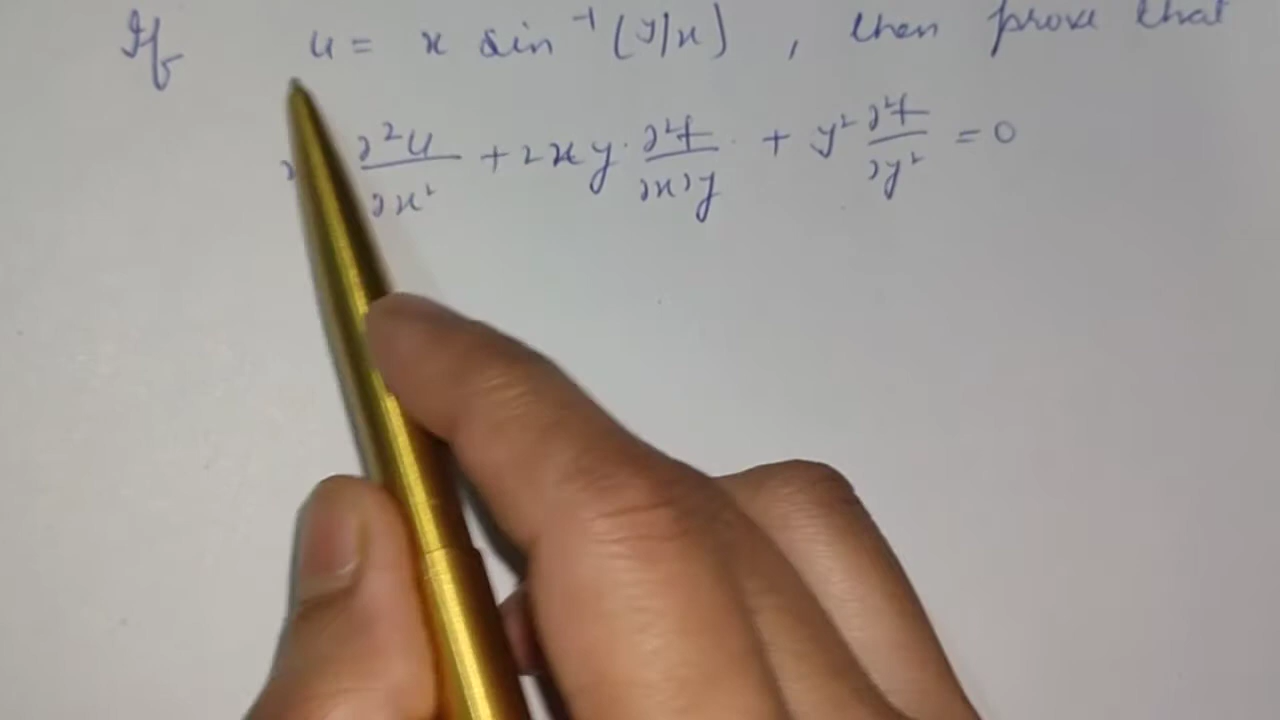 If u = x sin⁻¹ (y/x) , then prove that
∂²u/∂x² + 2xy ∂²f/∂x∂y + y² ∂²f/∂y² = 0